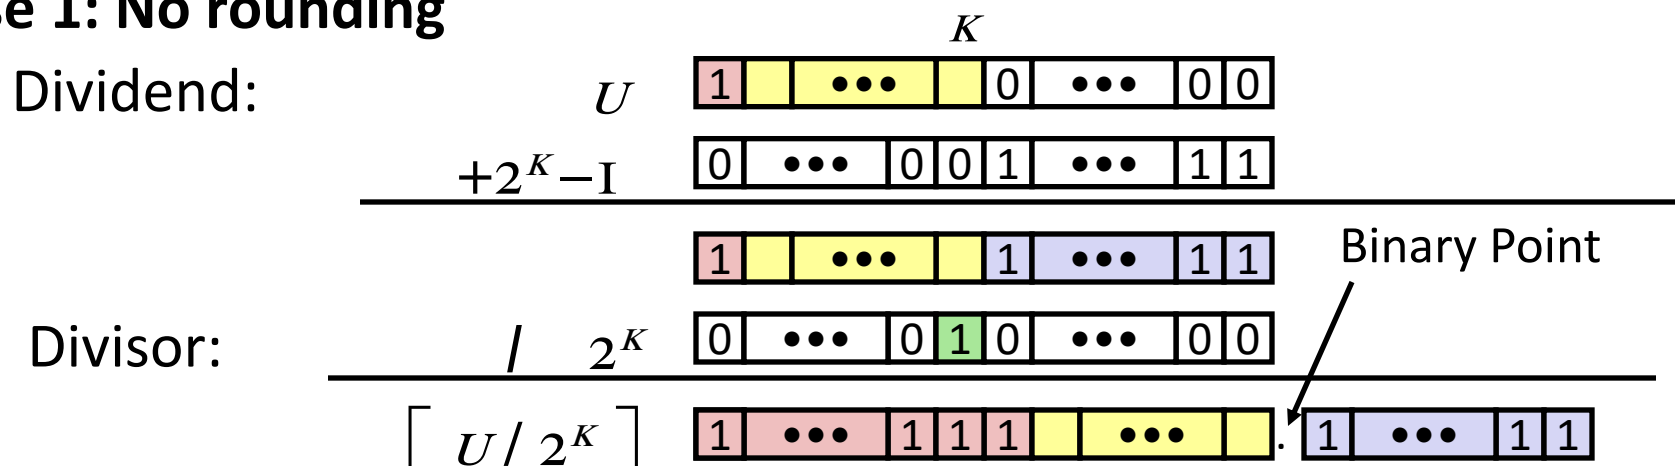 se 1: No rounding
K
Dividend: U 1 ••• 0 ••• 0 0
+2^K–1 0 ••• 0 0 1 ••• 1 1
1 ••• 1 ••• 1 1
Binary Point
Divisor: / 2^K 0 ••• 0 1 0 ••• 0 0
⌈ U / 2^K ⌉ 1 ••• 1 1 1 ••• . 1 ••• 1 1